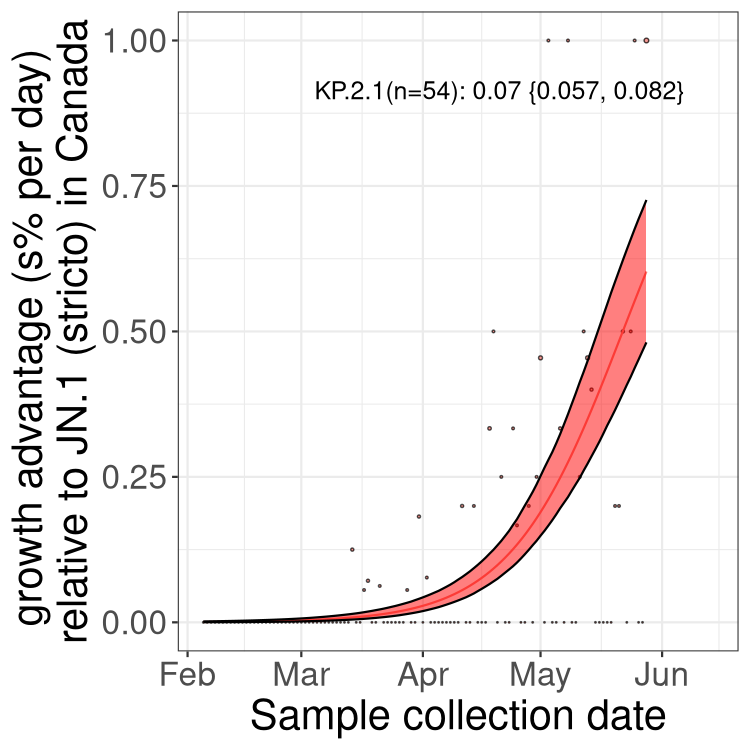 growth advantage (s% per day)
relative to JN.1 (stricto) in Canada
1.00
0.75
0.50
0.25
0.00
KP.2.1(n=54): 0.07 {0.057, 0.082}
Feb
Mar
Apr
May
Jun
Sample collection date